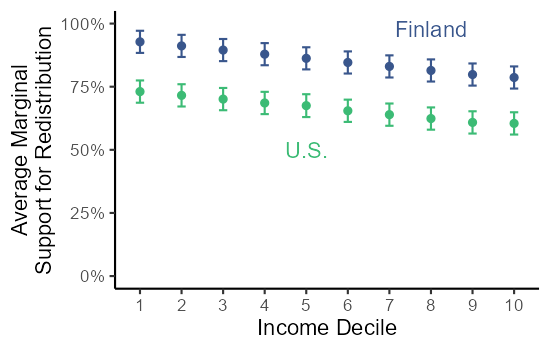 Average Marginal
Support for Redistribution
100%
75%
50%
25%
0%
Finland
U.S.
1 2 3 4 5 6 7 8 9 10
Income Decile